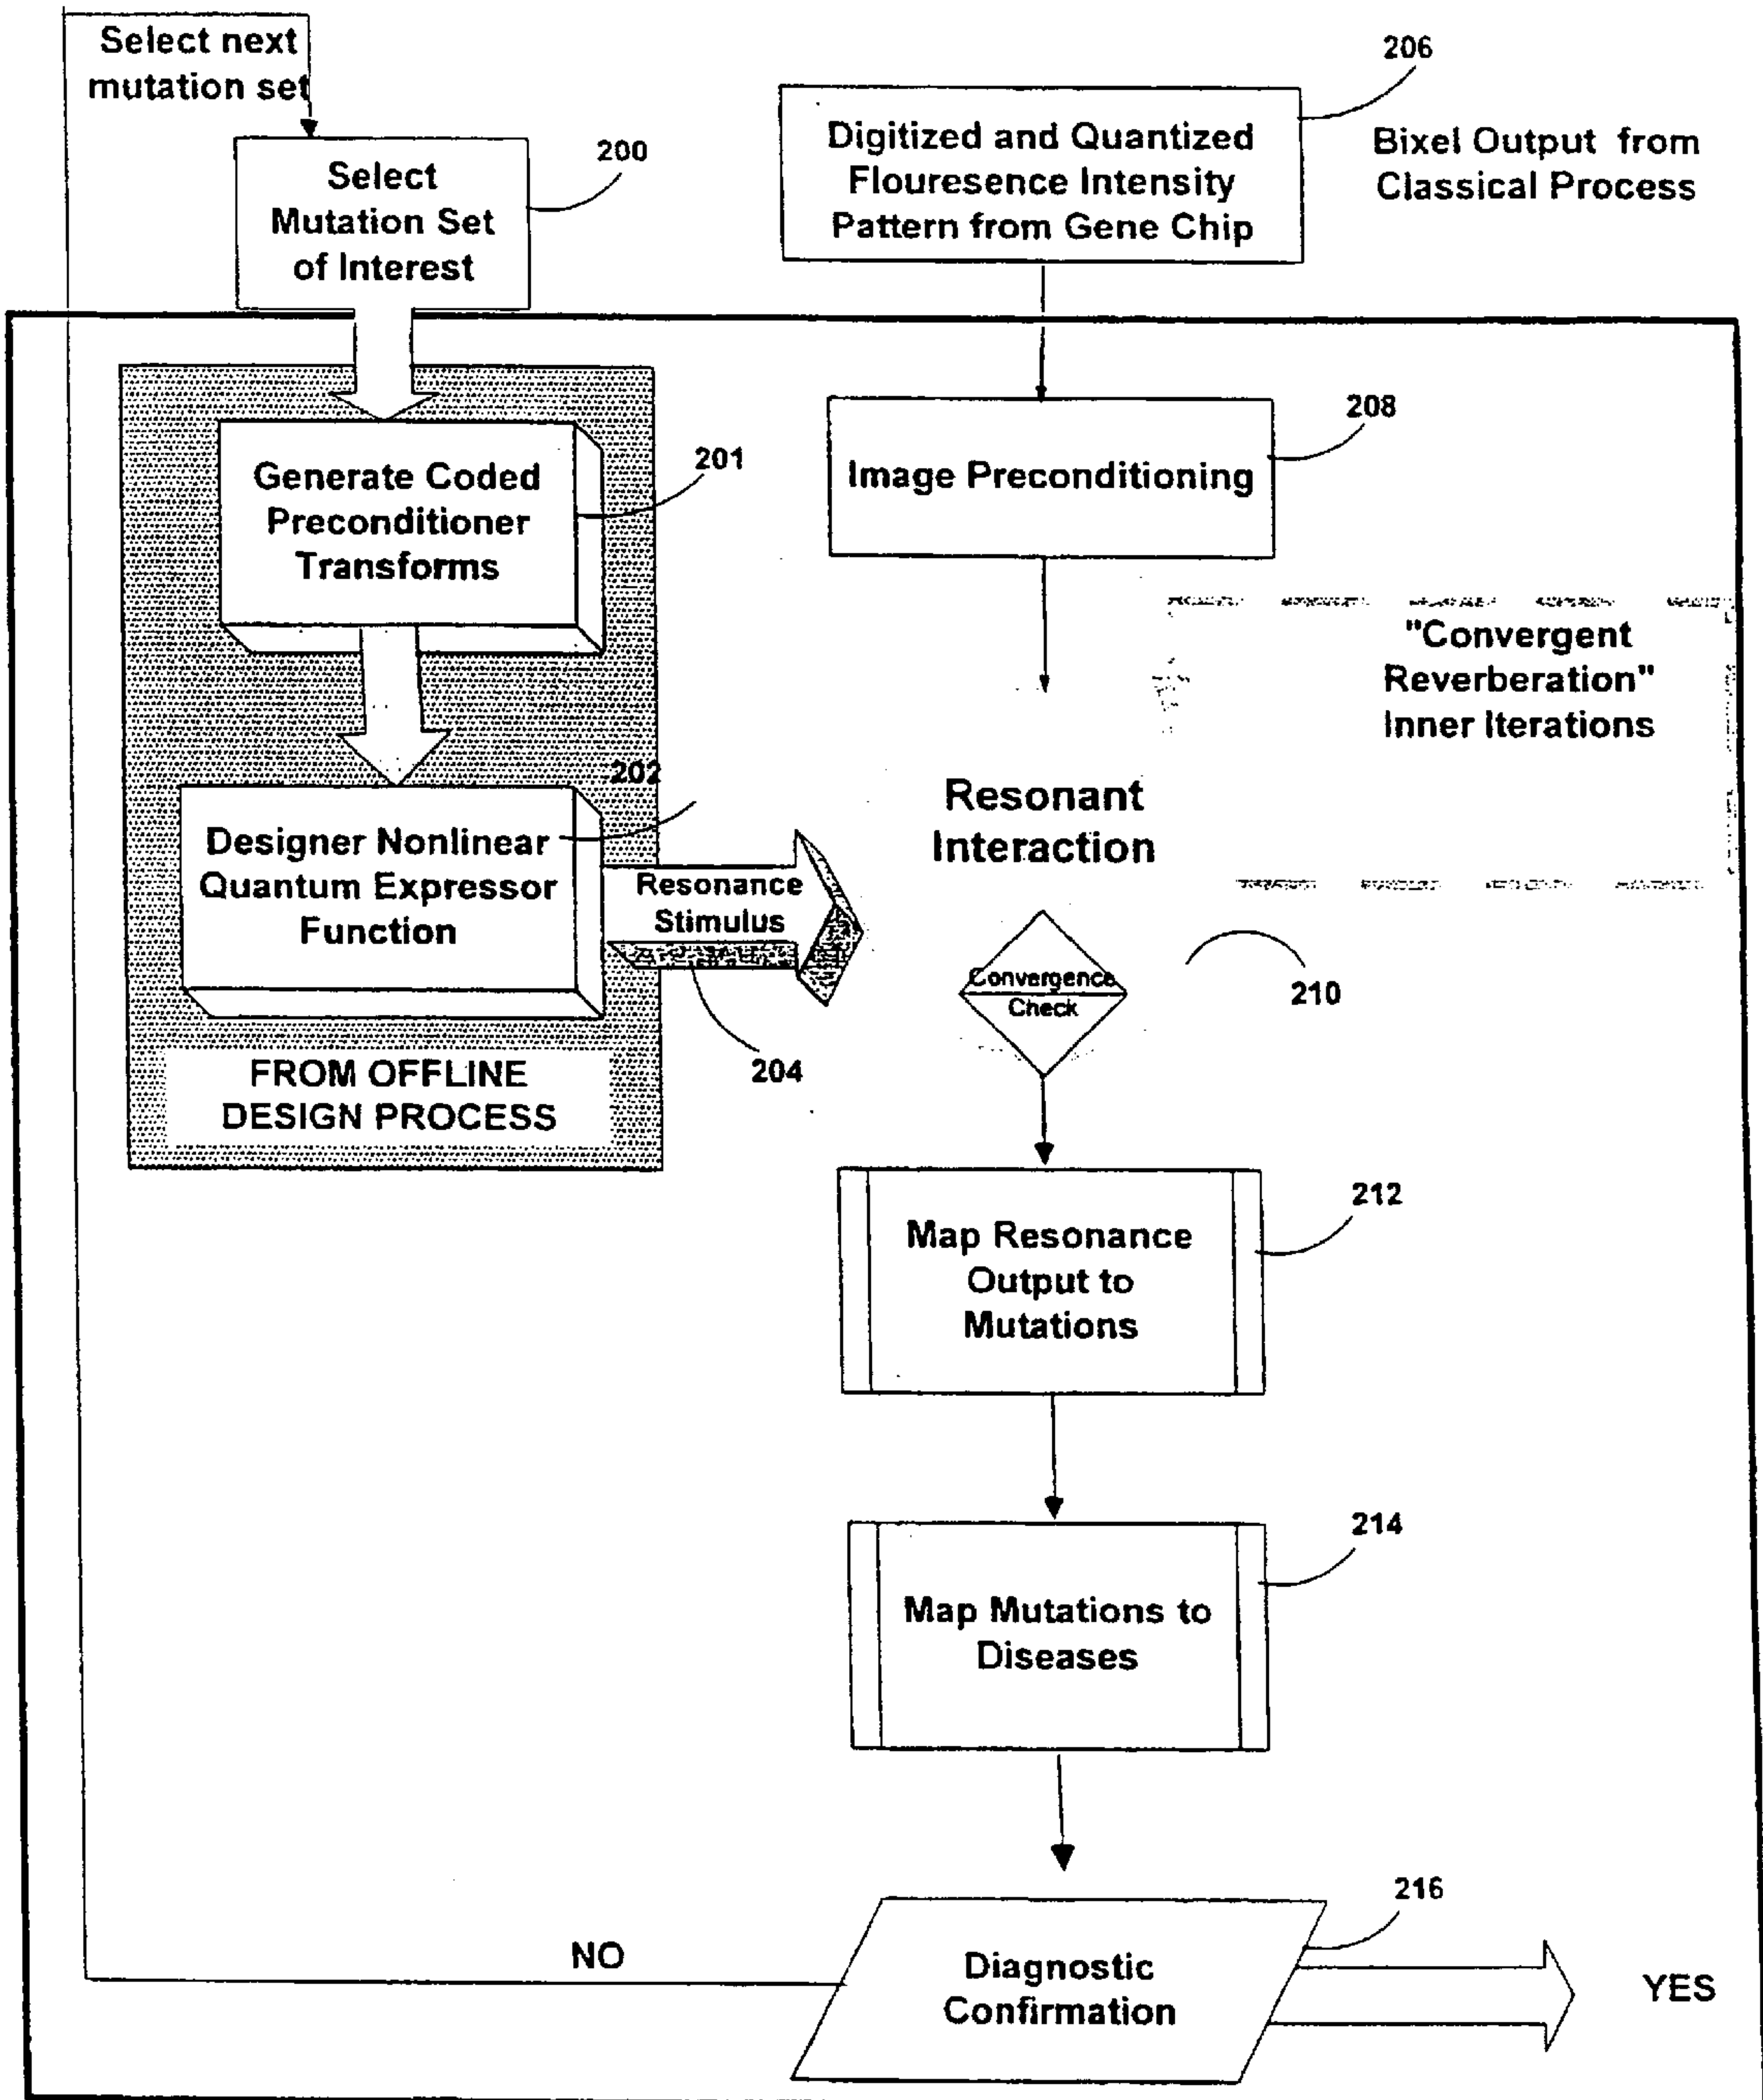 Select next
mutation set
200
Select
Mutation Set
of Interest
206
Digitized and Quantized
Flouresence Intensity
Pattern from Gene Chip
Bixel Output from
Classical Process
201
Generate Coded
Preconditioner
Transforms
208
Image Preconditioning
"Convergent
Reverberation"
Inner Iterations
202
Designer Nonlinear
Quantum Expressor
Function
Resonance
Stimulus
204
Resonant
Interaction
Convergence
Check
210
FROM OFFLINE
DESIGN PROCESS
212
Map Resonance
Output to
Mutations
214
Map Mutations to
Diseases
216
NO
Diagnostic
Confirmation
YES